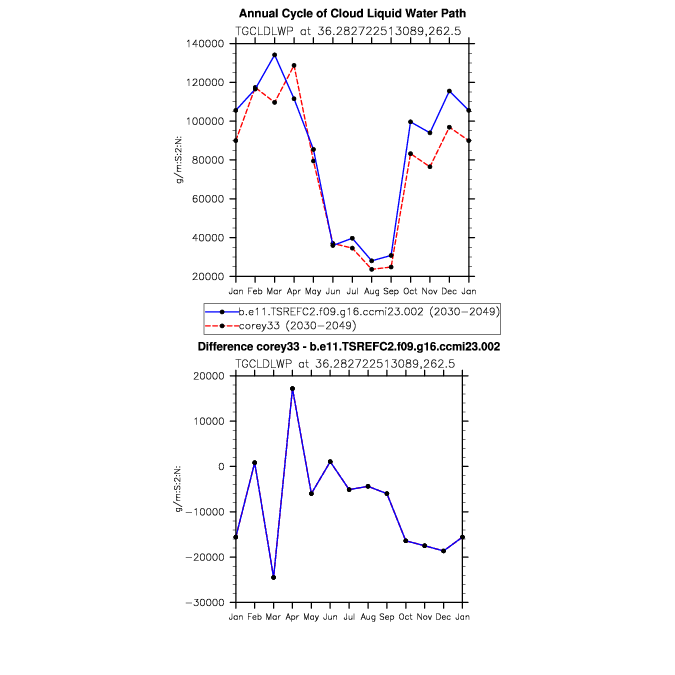 Annual Cycle of Cloud Liquid Water Path
TGCLDLWP at 36.282722513089,262.5
140000
120000
100000
80000
60000
40000
20000
g/m:S:2:N:
Jan Feb Mar Apr May Jun Jul Aug Sep Oct Nov Dec Jan
b.e11.TSREFC2.f09.g16.ccmi23.002 (2030-2049)
corey33 (2030-2049)
Difference corey33 - b.e11.TSREFC2.f09.g16.ccmi23.002
TGCLDLWP at 36.282722513089,262.5
20000
10000
0
-10000
-20000
-30000
g/m:S:2:N:
Jan Feb Mar Apr May Jun Jul Aug Sep Oct Nov Dec Jan